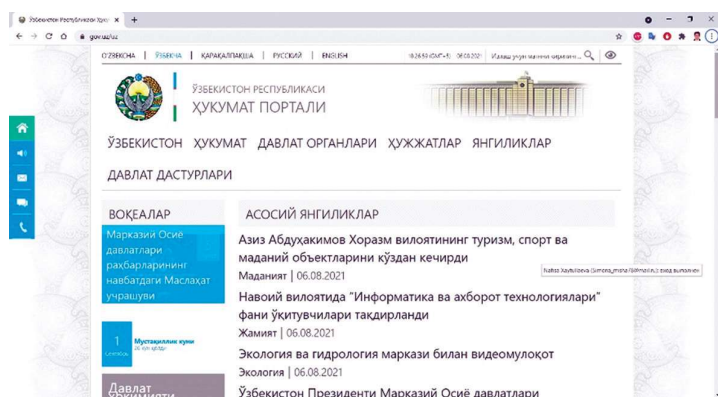 gov.uz/uz
O'ZBEKCHA | ЎЗБЕКЧА | ҚАРАҚАЛПАҚША | РУССКИЙ | ENGLISH
ЎЗБЕКИСТОН РЕСПУБЛИКАСИ
ҲУКУМАТ ПОРТАЛИ
ЎЗБЕКИСТОН ҲУКУМАТ ДАВЛАТ ОРГАНЛАРИ ҲУЖЖАТЛАР ЯНГИЛИКЛАР
ДАВЛАТ ДАСТУРЛАРИ
ВОҚЕАЛАР
Марказий Осиё
давлатлари
раҳбарларининг
навбатдаги Маслаҳат
учрашуви
1 Мустақиллик куни
Давлат
АСОСИЙ ЯНГИЛИКЛАР
Азиз Абдуҳакимов Хоразм вилоятининг туризм, спорт ва
маданий объектларини кўздан кечирди
Маданият | 06.08.2021
Навоий вилоятида "Информатика ва ахборот технологиялари"
фани ўқитувчилари тақдирланди
Жамият | 06.08.2021
Экология ва гидрология маркази билан видеомулоқот
Экология | 06.08.2021
Ўзбекистон Президенти Марказий Осиё давлатлари